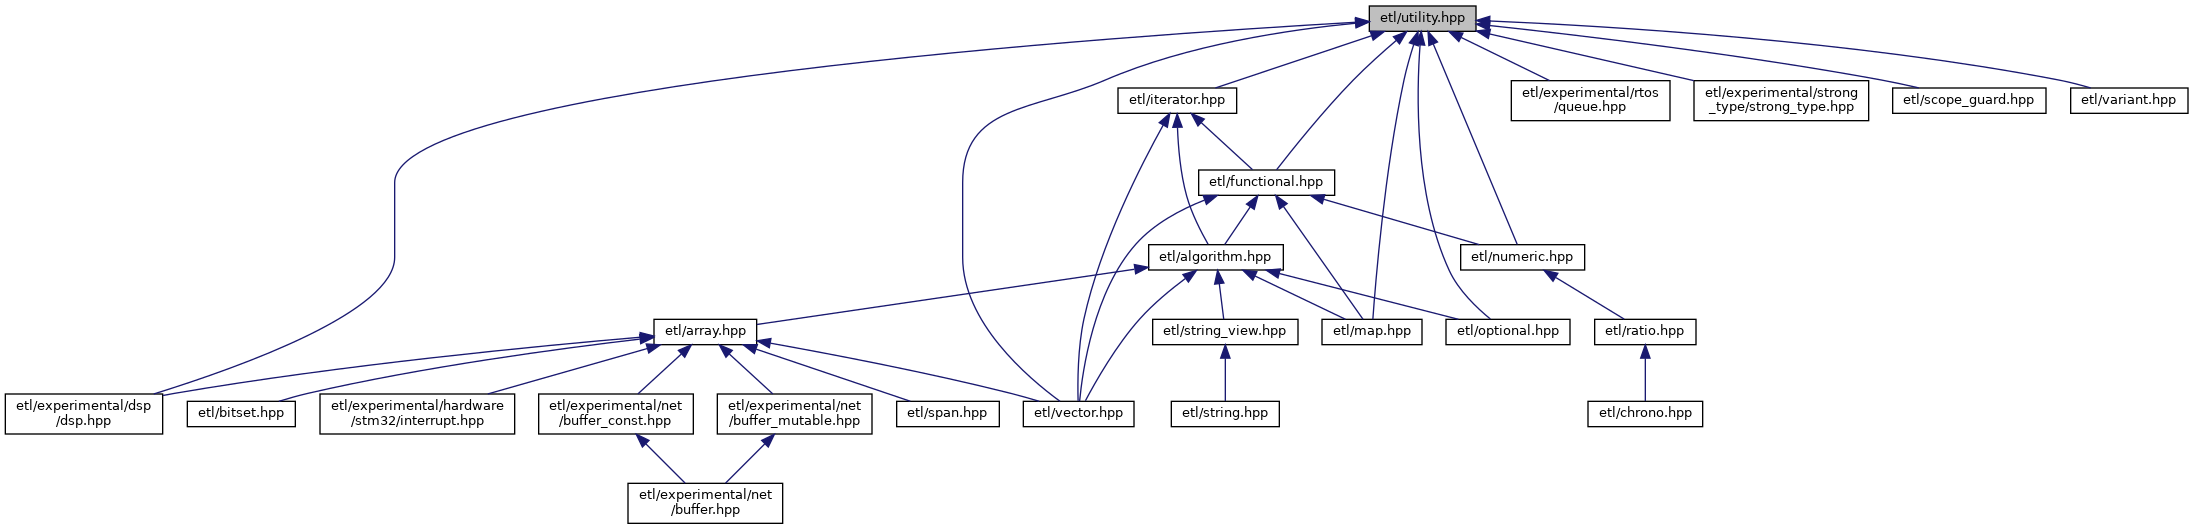 etl/utility.hpp
etl/iterator.hpp
etl/experimental/rtos
/queue.hpp
etl/experimental/strong
_type/strong_type.hpp
etl/scope_guard.hpp
etl/variant.hpp
etl/functional.hpp
etl/algorithm.hpp
etl/numeric.hpp
etl/array.hpp
etl/string_view.hpp
etl/map.hpp
etl/optional.hpp
etl/ratio.hpp
etl/experimental/dsp
/dsp.hpp
etl/bitset.hpp
etl/experimental/hardware
/stm32/interrupt.hpp
etl/experimental/net
/buffer_const.hpp
etl/experimental/net
/buffer_mutable.hpp
etl/span.hpp
etl/vector.hpp
etl/string.hpp
etl/chrono.hpp
etl/experimental/net
/buffer.hpp